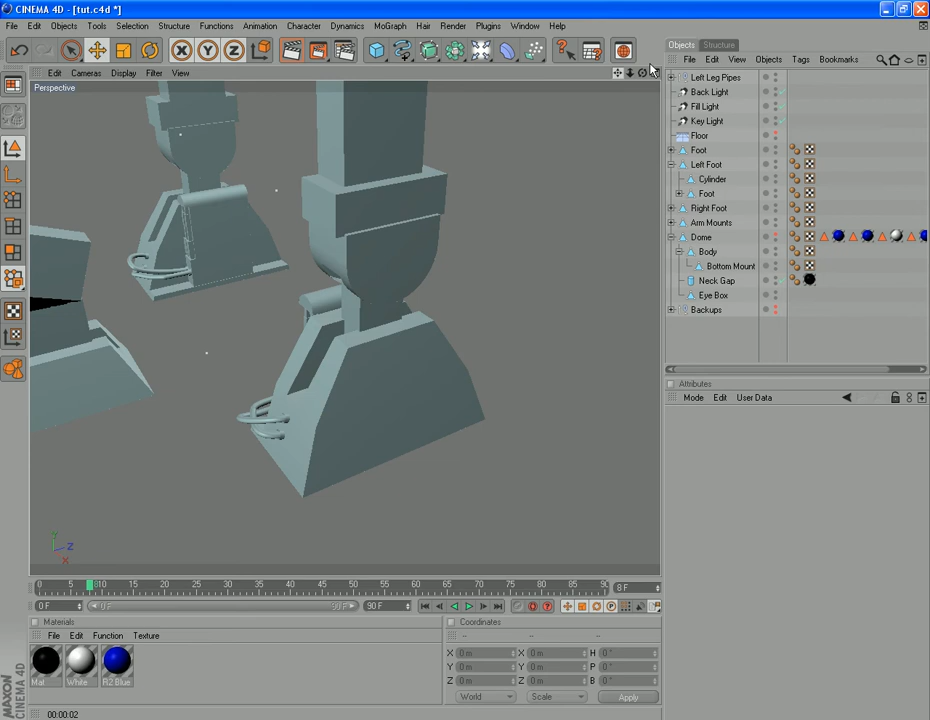 CINEMA 4D - [tut.c4d *]
File Edit Objects Tools Selection Structure Functions Animation Character Dynamics MoGraph Hair Render Plugins Window Help
Objects Structure
File Edit View Objects Tags Bookmarks
Edit Cameras Display Filter View
Perspective
Left Leg Pipes
Back Light
Fill Light
Key Light
Floor
Foot
Left Foot
Cylinder
Foot
Right Foot
Arm Mounts
Dome
Body
Bottom Mount
Neck Gap
Eye Box
Backups
Attributes
Mode Edit User Data
Y
Z
X
0 5 10 15 20 25 30 35 40 45 50 55 60 65 70 75 80 85 90
8 F
0 F 0 F 90 F 90 F
Materials
File Edit Function Texture
Mat White R2 Blue
Coordinates
-- -- --
X 0 m X 0 m H 0 °
Y 0 m Y 0 m P 0 °
Z 0 m Z 0 m B 0 °
World Scale Apply
MAXON
CINEMA 4D
00:00:02